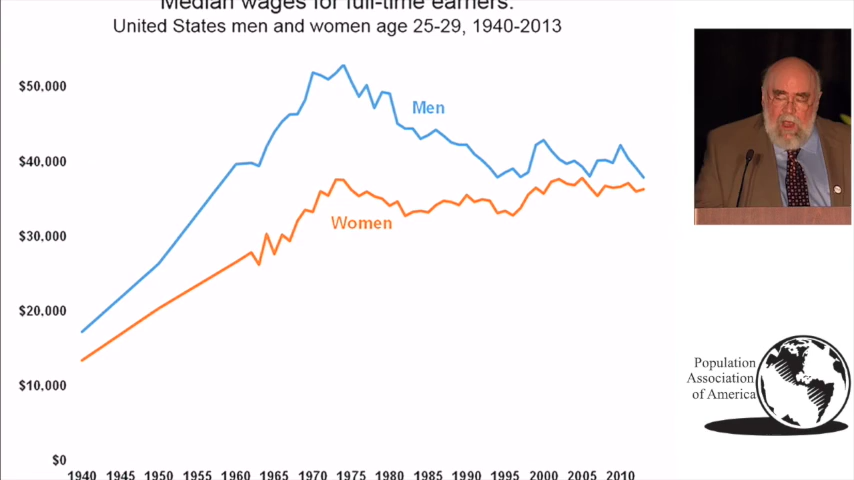 Median wages for full-time earners:
United States men and women age 25-29, 1940-2013
$50,000
$40,000
$30,000
$20,000
$10,000
$0
Men
Women
1940 1945 1950 1955 1960 1965 1970 1975 1980 1985 1990 1995 2000 2005 2010
Population
Association
of America